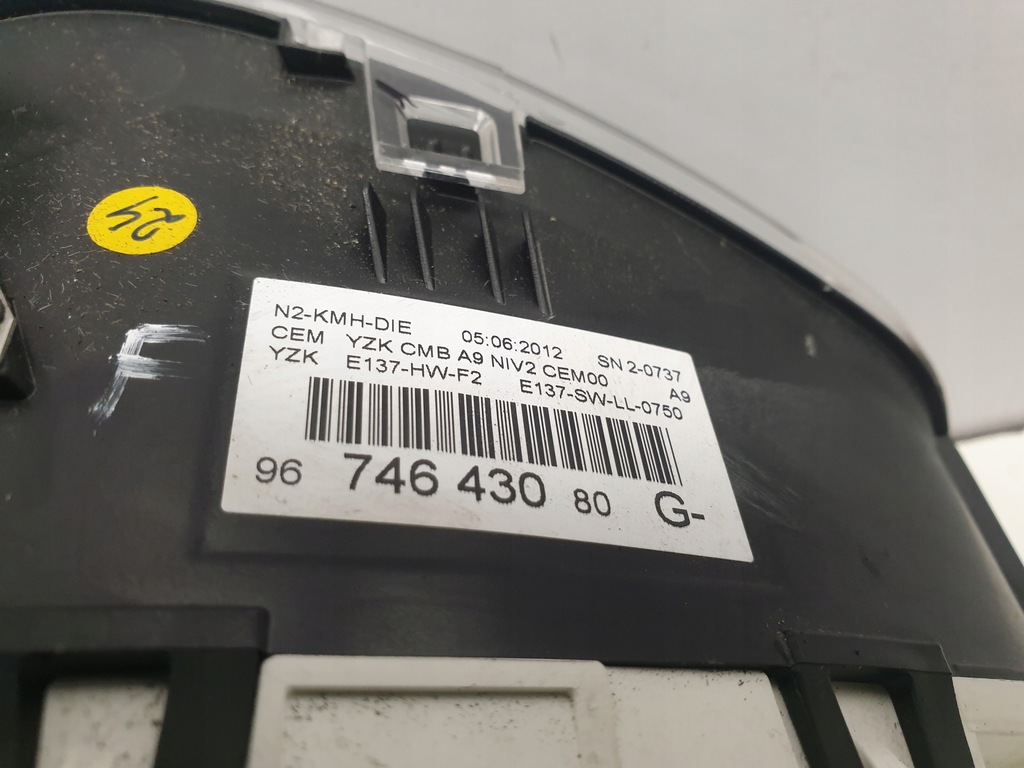 24
F
N2-KMH-DIE 05:06:2012 SN 2-0737
CEM YZK CMB A9 NIV2 CEM00 A9
YZK E137-HW-F2 E137-SW-LL-0750
96 746 430 80 G-